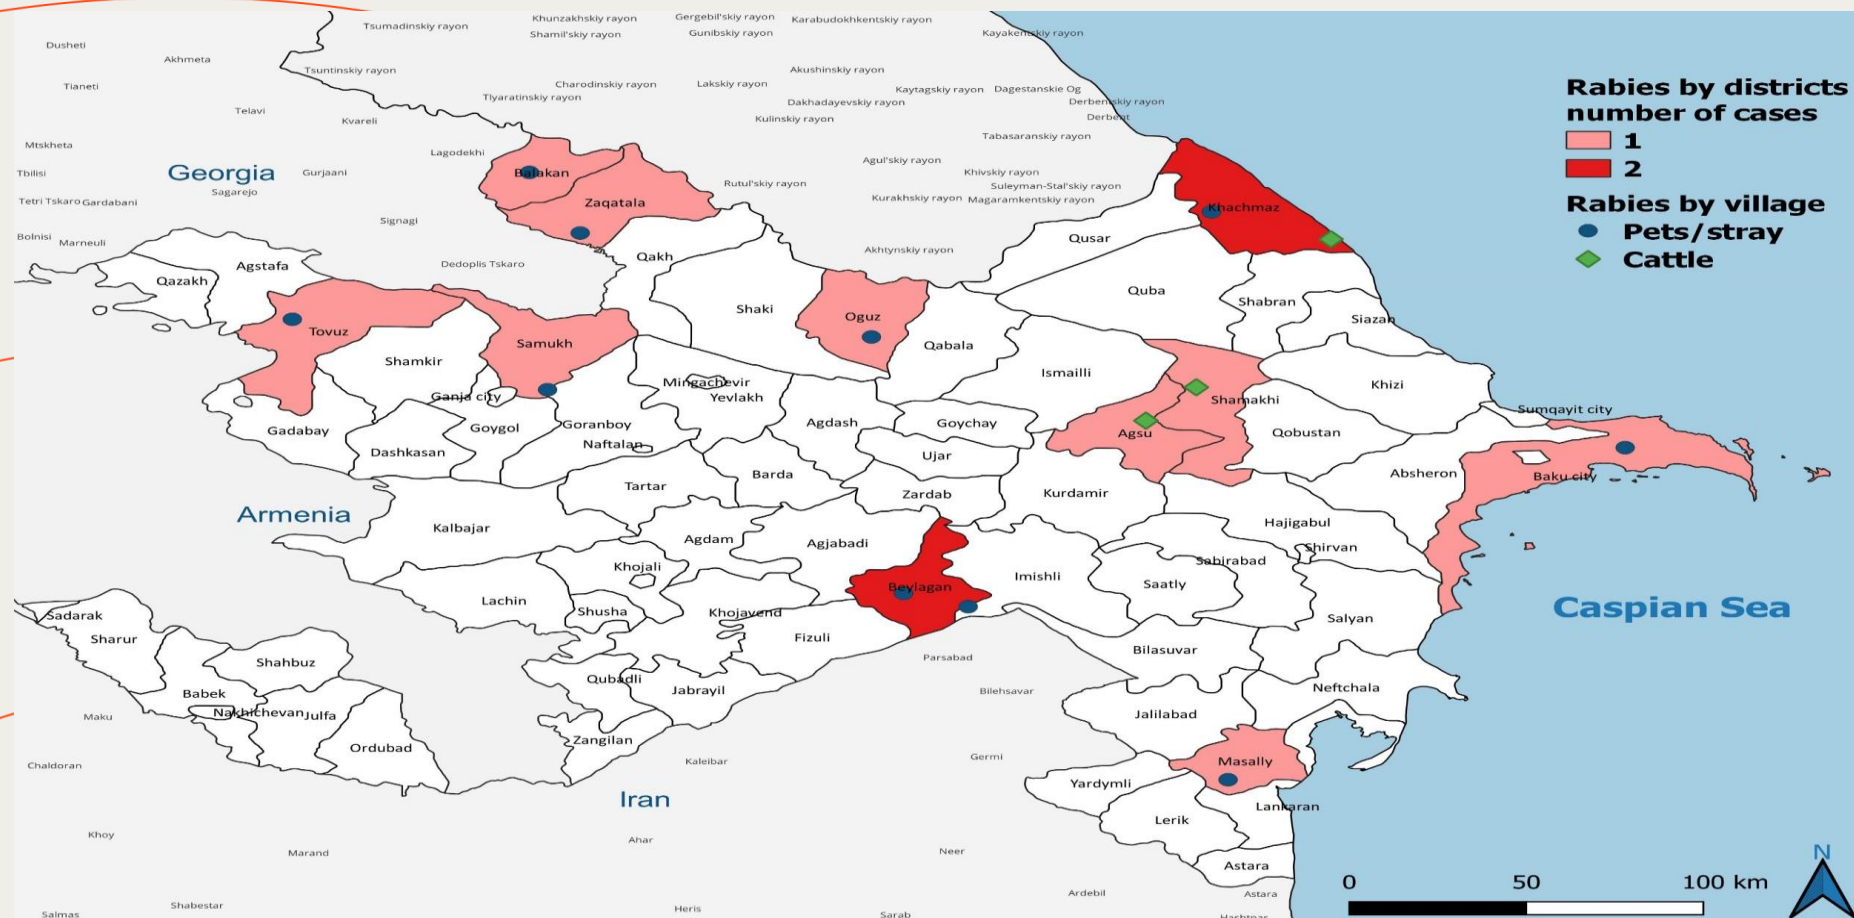 Khunzakhskiy rayon
Gergebil'skiy rayon
Karabudokhkentskiy rayon
Tsumadinskiy rayon
Shamil'skiy rayon
Gunibskiy rayon
Kayakentskiy rayon
Dusheti
Akhmeta
Tsuntinskiy rayon
Akushinskiy rayon
Tianeti
Charodinskiy rayon
Lakskiy rayon
Kaytagskiy rayon
Dagestanskie Og
Tlyaratinskiy rayon
Dakhadayevskiy rayon
Derbentskiy rayon
Telavi
Kvareli
Kulinskiy rayon
Derbent
Tabasaranskiy rayon
Mtskheta
Lagodekhi
Agul'skiy rayon
Tbilisi
Georgia
Gurjaani
Balakan
Khivskiy rayon
Sagarejo
Rutul'skiy rayon
Suleyman-Stal'skiy rayon
Tetri Tskaro
Gardabani
Zaqatala
Kurakhskiy rayon
Magaramkentskiy rayon
Khachmaz
Signagi
Bolnisi
Marneuli
Qusar
Akhtynskiy rayon
Qakh
Dedoplis Tskaro
Agstafa
Qazakh
Quba
Shabran
Shaki
Oguz
Siazan
Tovuz
Samukh
Qabala
Shamkir
Ismailli
Mingachevir
Khizi
Ganja city
Yevlakh
Shamakhi
Sumqayit city
Gadabay
Goygol
Goranboy
Agdash
Goychay
Agsu
Qobustan
Naftalan
Dashkasan
Ujar
Barda
Absheron
Baku city
Tartar
Zardab
Kurdamir
Armenia
Kalbajar
Hajigabul
Agdam
Agjabadi
Shirvan
Sabirabad
Khojali
Imishli
Saatly
Beylagan
Lachin
Shusha
Khojavend
Caspian Sea
Sadarak
Salyan
Sharur
Fizuli
Bilasuvar
Parsabad
Shahbuz
Qubadli
Jabrayil
Bilehsavar
Neftchala
Babek
Nakhichevan
Julfa
Jalilabad
Maku
Zangilan
Ordubad
Germi
Masally
Chaldoran
Kaleibar
Yardymli
Iran
Lankaran
Lerik
Khoy
Ahar
Marand
Neer
Astara
Ardebil
Astara
Shabestar
Heris
Salmas
Sarab
Hashtpar
Rabies by districts
number of cases
1
2
Rabies by village
Pets/stray
Cattle
N
0 50 100 km